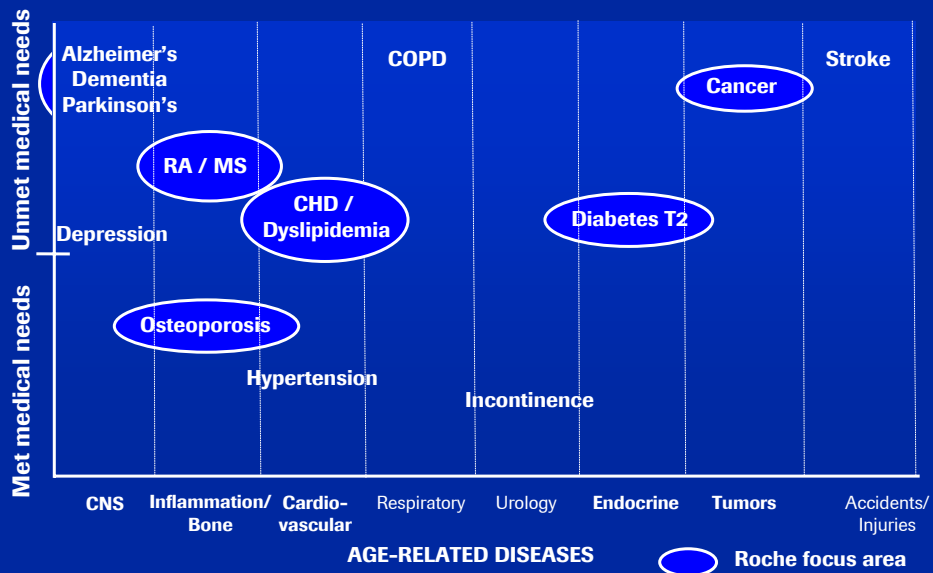 Unmet medical needs
Met medical needs
Alzheimer's
Dementia
Parkinson's
COPD
Stroke
Cancer
RA / MS
CHD /
Dyslipidemia
Diabetes T2
Depression
Osteoporosis
Hypertension
Incontinence
CNS
Inflammation/
Bone
Cardio-
vascular
Respiratory
Urology
Endocrine
Tumors
Accidents/
Injuries
AGE-RELATED DISEASES
Roche focus area